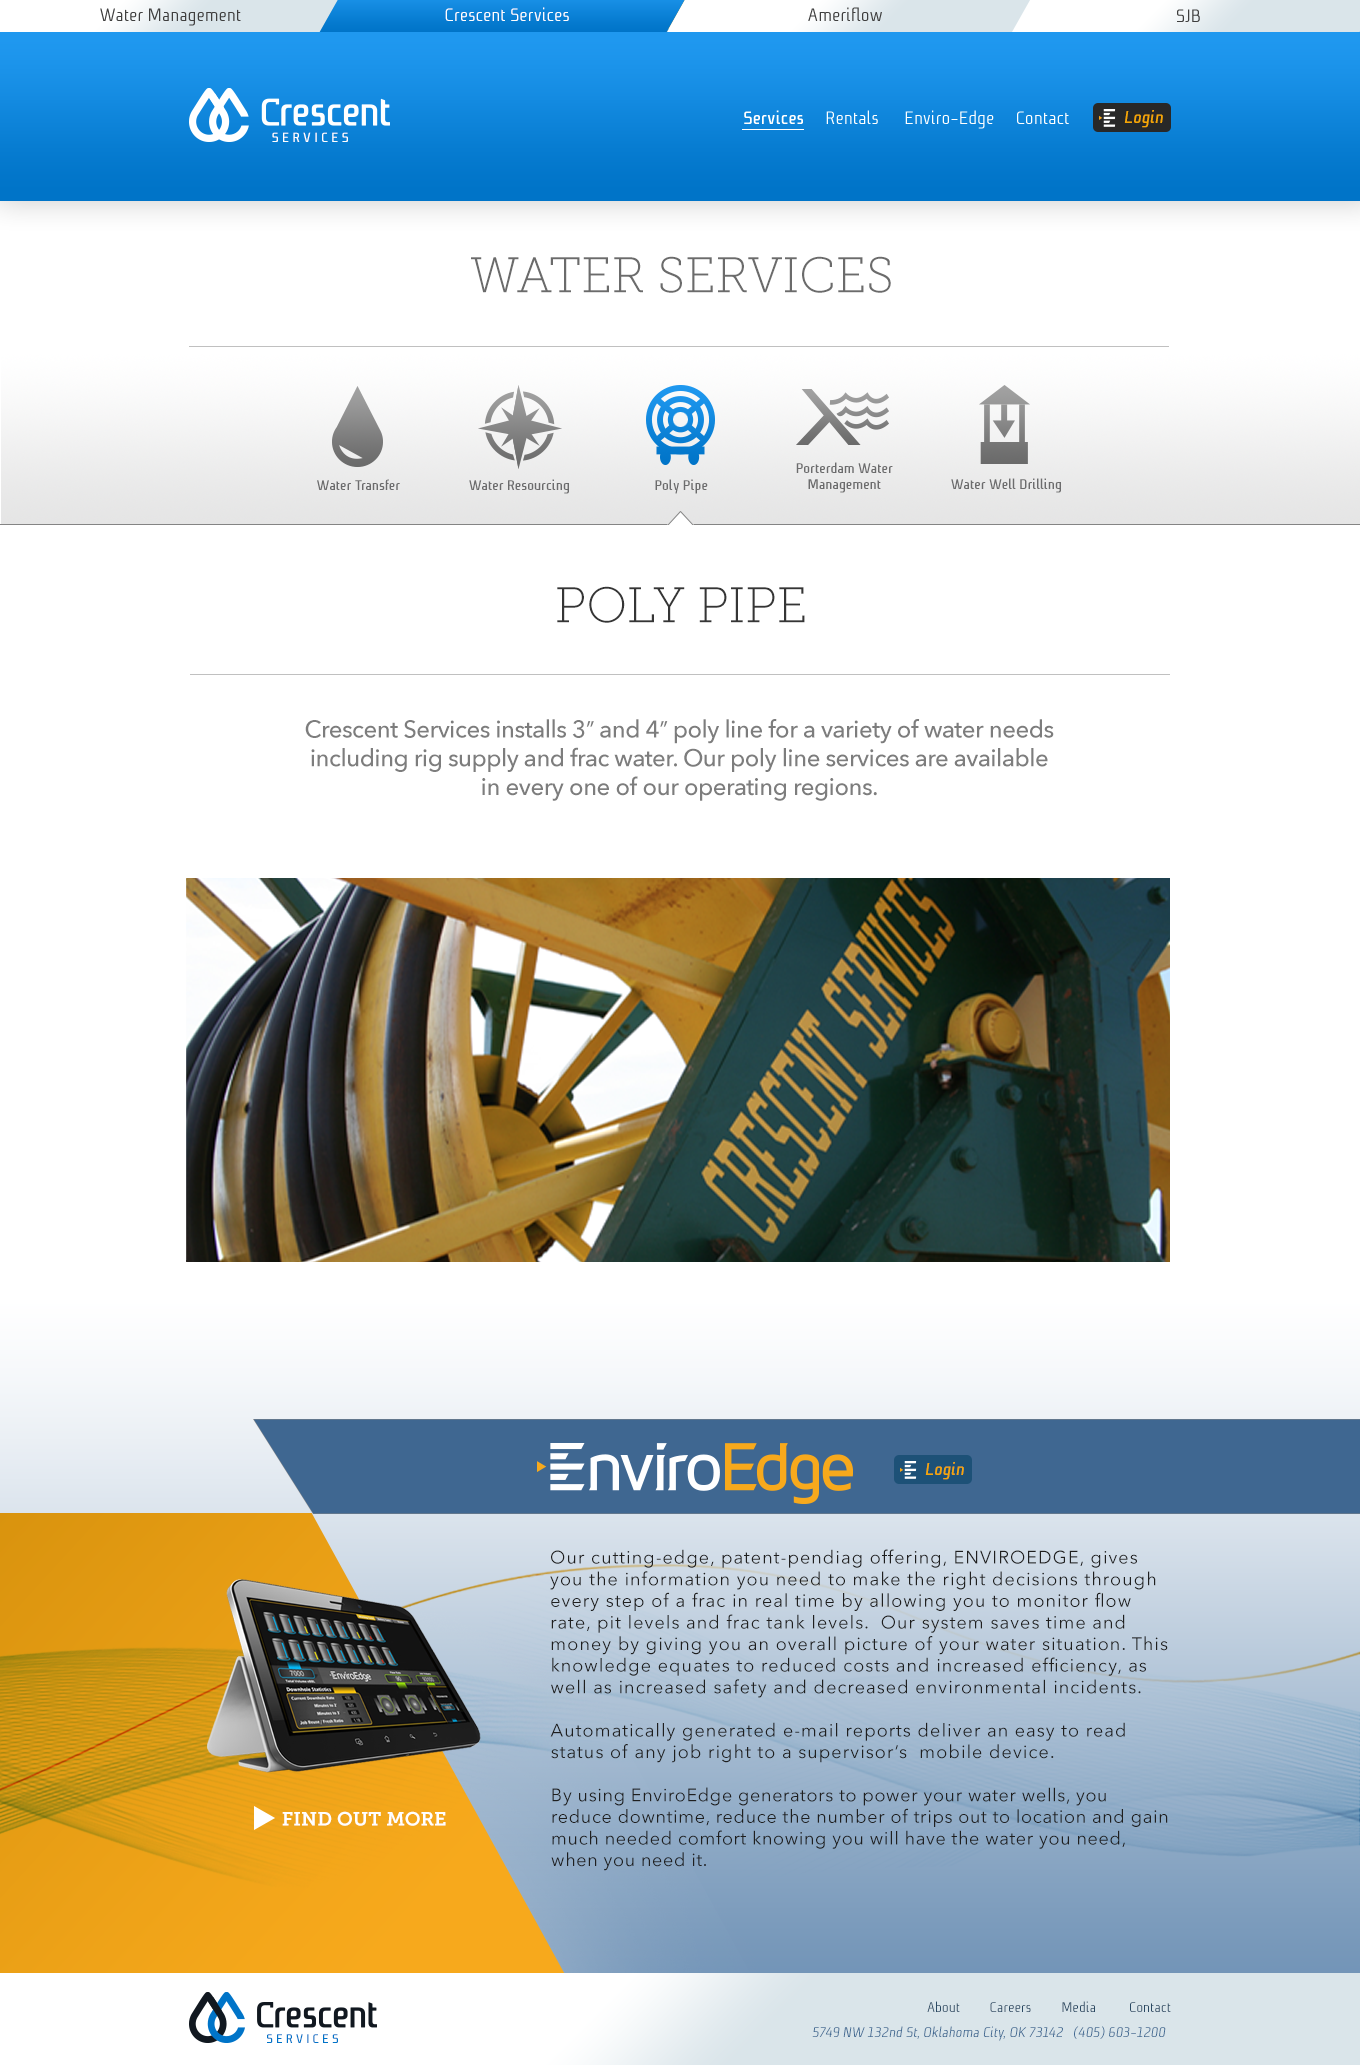 Water Management
Crescent Services
Ameriflow
SJB
Crescent
SERVICES
Services
Rentals
Enviro-Edge
Contact
Login
WATER SERVICES
Water Transfer
Water Resourcing
Poly Pipe
Porterdam Water
Management
Water Well Drilling
POLY PIPE
Crescent Services installs 3″ and 4″ poly line for a variety of water needs
including rig supply and frac water. Our poly line services are available
in every one of our operating regions.
CRESCENT SERVICES
EnviroEdge
Login
Our cutting-edge, patent-pendiag offering, ENVIROEDGE, gives
you the information you need to make the right decisions through
every step of a frac in real time by allowing you to monitor flow
rate, pit levels and frac tank levels.  Our system saves time and
money by giving you an overall picture of your water situation. This
knowledge equates to reduced costs and increased efficiency, as
well as increased safety and decreased environmental incidents.
Automatically generated e-mail reports deliver an easy to read
status of any job right to a supervisor’s  mobile device.
By using EnviroEdge generators to power your water wells, you
reduce downtime, reduce the number of trips out to location and gain
much needed comfort knowing you will have the water you need,
when you need it.
7000
EnviroEdge
Downhole Statistics
Current Downhole Rate
Minutes to
Minutes to
FIND OUT MORE
Crescent
SERVICES
About
Careers
Media
Contact
5749 NW 132nd St, Oklahoma City, OK 73142   (405) 603-1200